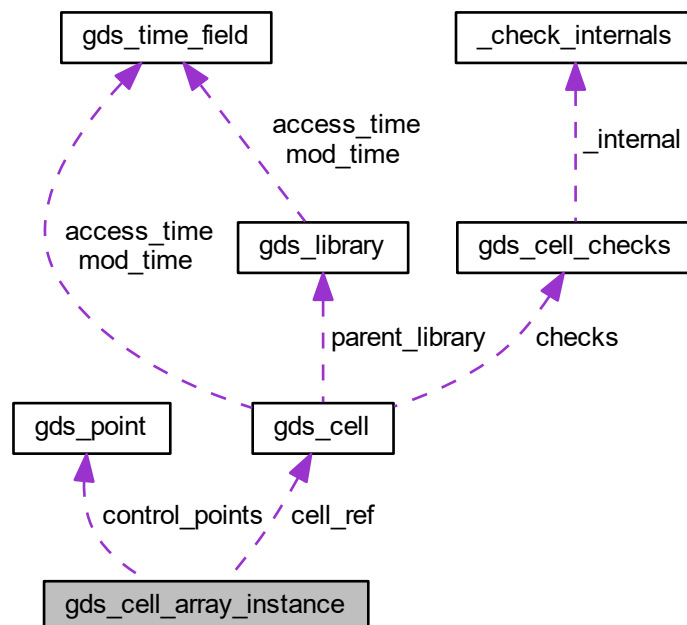 gds_time_field
_check_internals
access_time
mod_time
_internal
access_time
mod_time
gds_library
gds_cell_checks
parent_library
checks
gds_point
gds_cell
control_points
cell_ref
gds_cell_array_instance